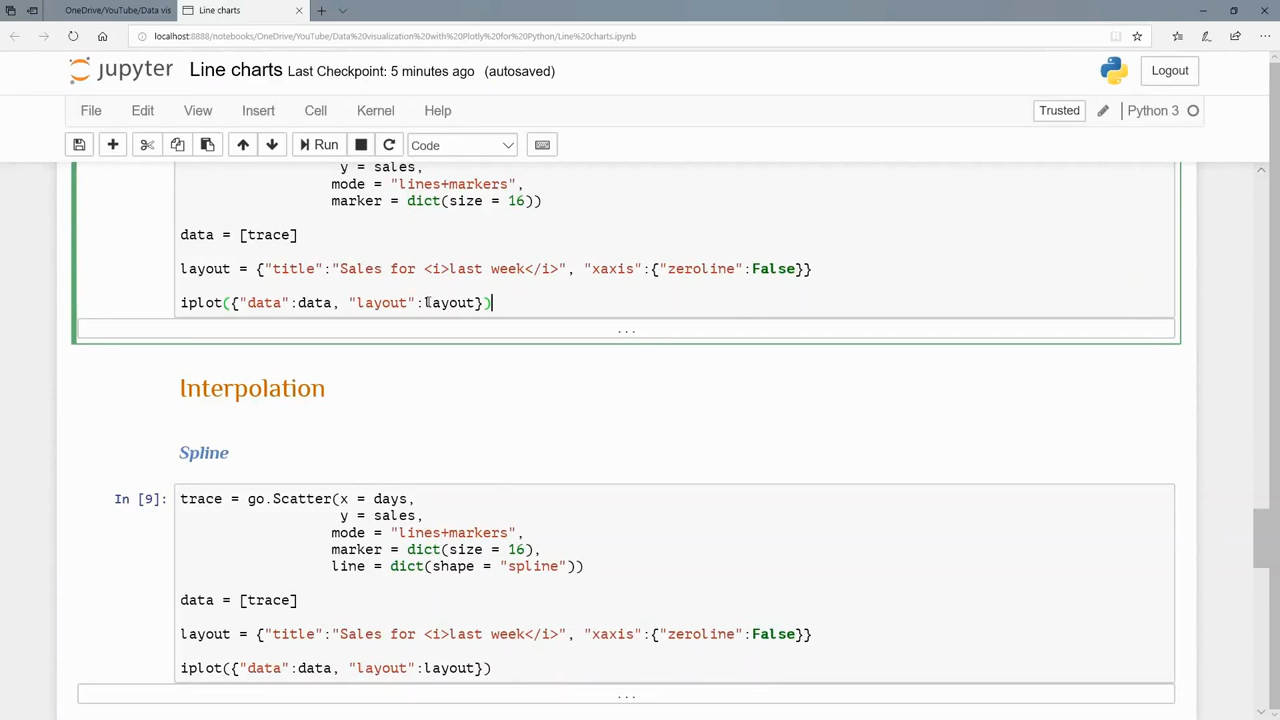 OneDrive/YouTube/Data vis
Line charts
localhost:8888/notebooks/OneDrive/YouTube/Data%20visualization%20with%20Plotly%20for%20Python/Line%20charts.ipynb
jupyter Line charts Last Checkpoint: 5 minutes ago (autosaved)
Logout
File Edit View Insert Cell Kernel Help
Trusted Python 3
Run Code
y = sales,
mode = "lines+markers",
marker = dict(size = 16))
data = [trace]
layout = {"title":"Sales for <i>last week</i>", "xaxis":{"zeroline":False}}
iplot({"data":data, "layout":layout})
...
Interpolation
Spline
In [9]: trace = go.Scatter(x = days,
y = sales,
mode = "lines+markers",
marker = dict(size = 16),
line = dict(shape = "spline"))
data = [trace]
layout = {"title":"Sales for <i>last week</i>", "xaxis":{"zeroline":False}}
iplot({"data":data, "layout":layout})
...